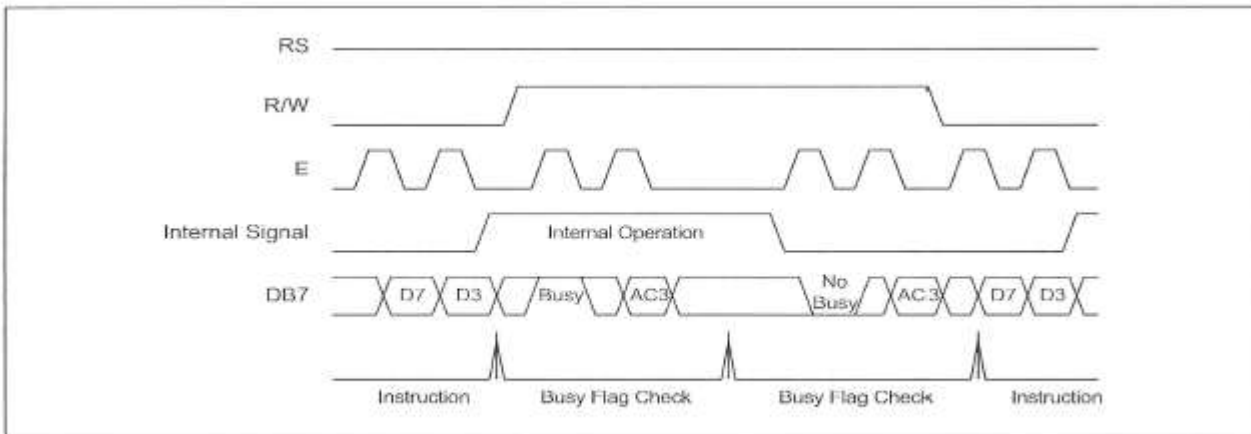 RS
R/W
E
Internal Signal
Internal Operation
DB7
D7
D3
Busy
AC3
No
Busy
AC3
D7
D3
Instruction
Busy Flag Check
Busy Flag Check
Instruction